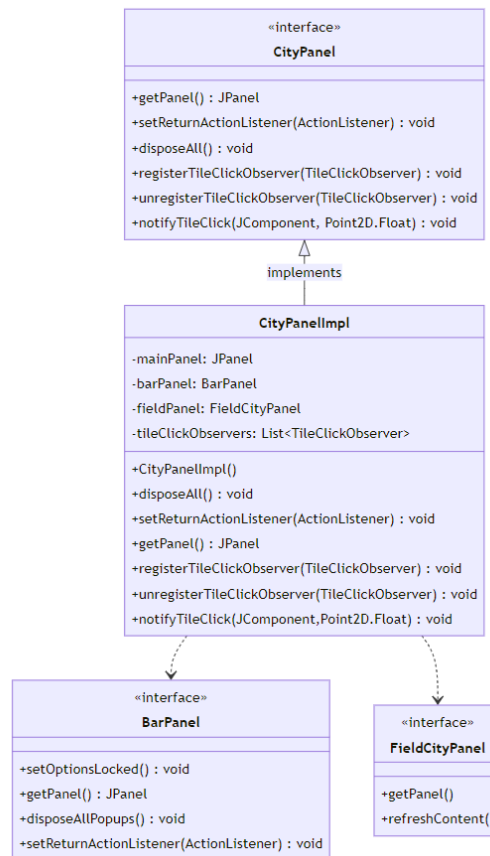 «interface»
CityPanel
+getPanel() : JPanel
+setReturnActionListener(ActionListener) : void
+disposeAll() : void
+registerTileClickObserver(TileClickObserver) : void
+unregisterTileClickObserver(TileClickObserver) : void
+notifyTileClick(JComponent, Point2D.Float) : void
implements
CityPanelImpl
-mainPanel: JPanel
-barPanel: BarPanel
-fieldPanel: FieldCityPanel
-tileClickObservers: List<TileClickObserver>
+CityPanelImpl()
+disposeAll() : void
+setReturnActionListener(ActionListener) : void
+getPanel() : JPanel
+registerTileClickObserver(TileClickObserver) : void
+unregisterTileClickObserver(TileClickObserver) : void
+notifyTileClick(JComponent,Point2D.Float) : void
«interface»
BarPanel
+setOptionsLocked() : void
+getPanel() : JPanel
+disposeAllPopups() : void
+setReturnActionListener(ActionListener) : void
«interface»
FieldCityPanel
+getPanel()
+refreshContent(